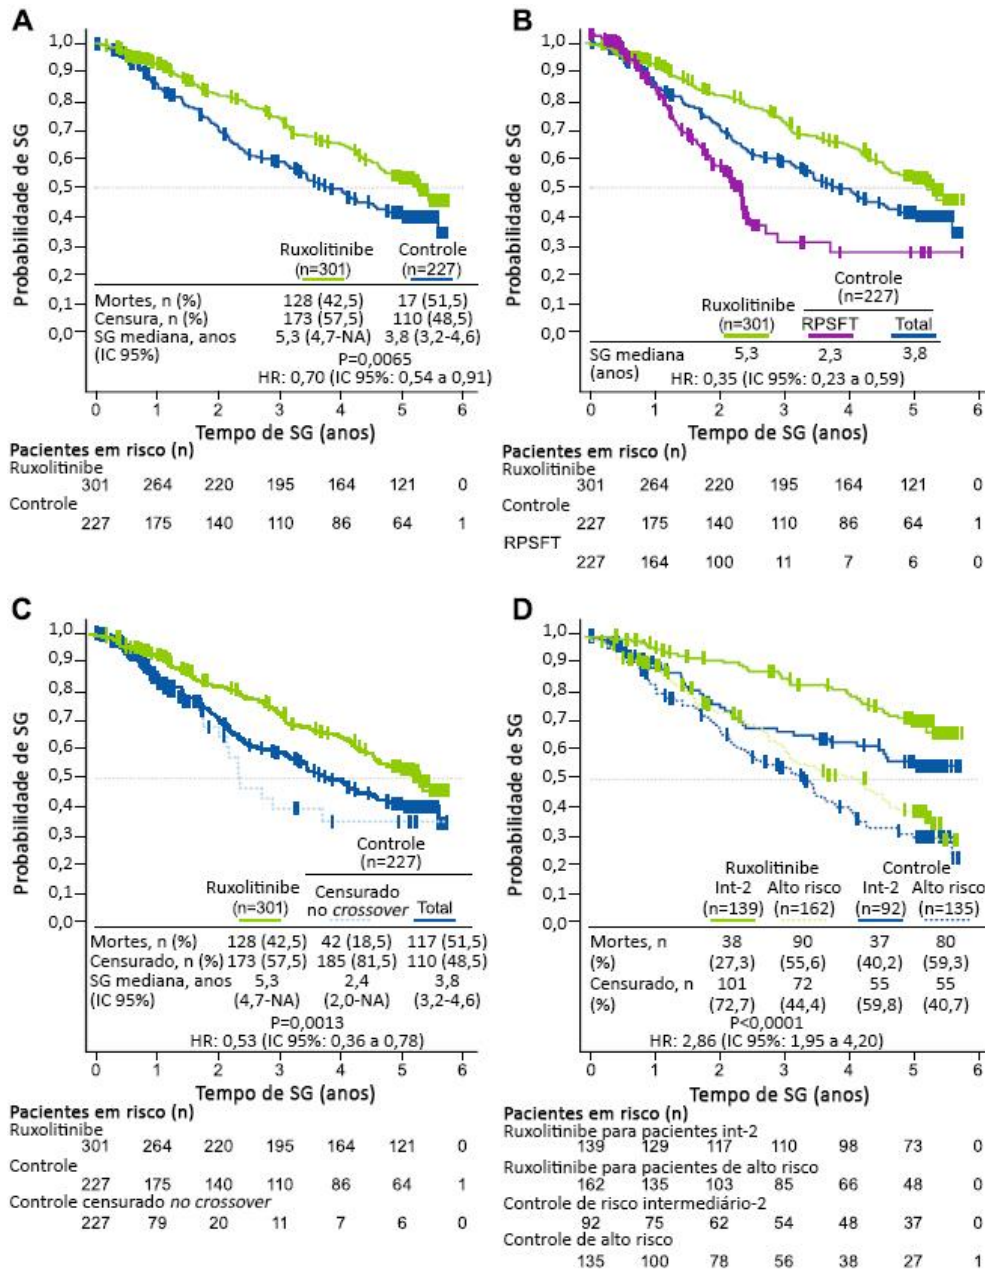 A
Probabilidade de SG
1,0
0,9
0,8
0,7
0,6
0,5
0,4
0,3
0,2
0,1
0,0
Ruxolitinibe Controle
(n=301) (n=227)
Mortes, n (%) 128 (42,5) 17 (51,5)
Censura, n (%) 173 (57,5) 110 (48,5)
SG mediana, anos 5,3 (4,7-NA) 3,8 (3,2-4,6)
(IC 95%)
P=0,0065
HR: 0,70 (IC 95%: 0,54 a 0,91)
0 1 2 3 4 5 6
Tempo de SG (anos)
Pacientes em risco (n)
Ruxolitinibe
301 264 220 195 164 121 0
Controle
227 175 140 110 86 64 1
B
Probabilidade de SG
1,0
0,9
0,8
0,7
0,6
0,5
0,4
0,3
0,2
0,1
0,0
Controle
(n=227)
Ruxolitinibe
(n=301) RPSFT Total
SG mediana 5,3 2,3 3,8
(anos)
HR: 0,35 (IC 95%: 0,23 a 0,59)
0 1 2 3 4 5 6
Tempo de SG (anos)
Pacientes em risco (n)
Ruxolitinibe
301 264 220 195 164 121 0
Controle
227 175 140 110 86 64 1
RPSFT
227 164 100 11 7 6 0
C
Probabilidade de SG
1,0
0,9
0,8
0,7
0,6
0,5
0,4
0,3
0,2
0,1
0,0
Controle
(n=227)
Ruxolitinibe Censurado
(n=301) no crossover Total
Mortes, n (%) 128 (42,5) 42 (18,5) 117 (51,5)
Censurado, n (%) 173 (57,5) 185 (81,5) 110 (48,5)
SG mediana, anos 5,3 2,4 3,8
(IC 95%) (4,7-NA) (2,0-NA) (3,2-4,6)
P=0,0013
HR: 0,53 (IC 95%: 0,36 a 0,78)
0 1 2 3 4 5 6
Tempo de SG (anos)
Pacientes em risco (n)
Ruxolitinibe
301 264 220 195 164 121 0
Controle
227 175 140 110 86 64 1
Controle censurado no crossover
227 79 20 11 7 6 0
D
Probabilidade de SG
1,0
0,9
0,8
0,7
0,6
0,5
0,4
0,3
0,2
0,1
0,0
Ruxolitinibe Controle
Int-2 Alto risco Int-2 Alto risco
(n=139) (n=162) (n=92) (n=135)
Mortes, n 38 90 37 80
(%) (27,3) (55,6) (40,2) (59,3)
Censurado, n 101 72 55 55
(%) (72,7) (44,4) (59,8) (40,7)
P<0,0001
HR: 2,86 (IC 95%: 1,95 a 4,20)
0 1 2 3 4 5 6
Tempo de SG (anos)
Pacientes em risco (n)
Ruxolitinibe para pacientes int-2
139 129 117 110 98 73 0
Ruxolitinibe para pacientes de alto risco
162 135 103 85 66 48 0
Controle de risco intermediário-2
92 75 62 54 48 37 0
Controle de alto risco
135 100 78 56 38 27 1